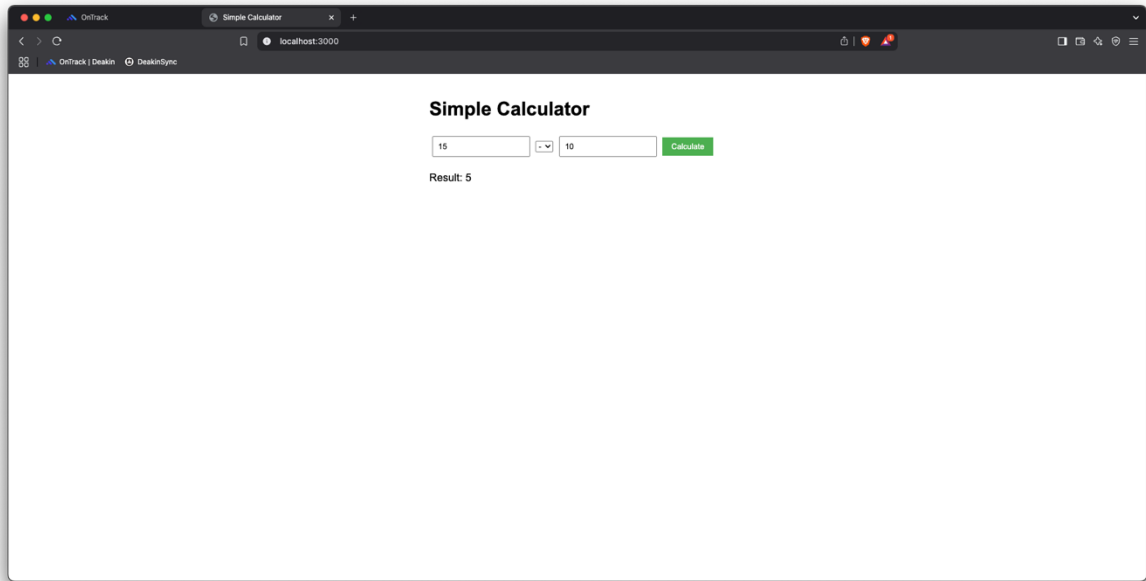 OnTrack
Simple Calculator
localhost:3000
OnTrack | Deakin
DeakinSync
Simple Calculator
15 - 10 Calculate
Result: 5